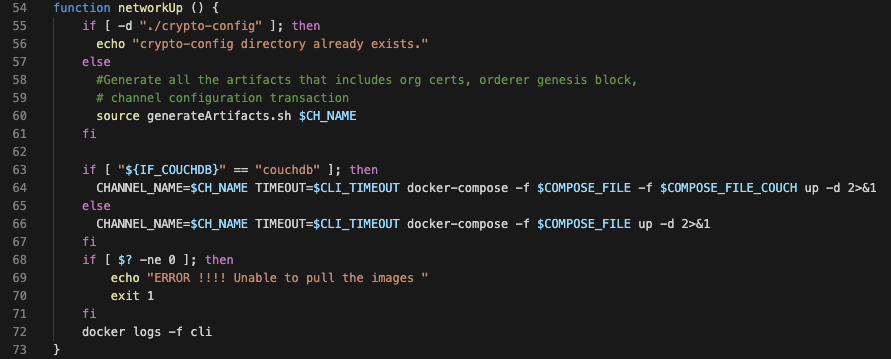 54 function networkUp () {
55 if [ -d "./crypto-config" ]; then
56 echo "crypto-config directory already exists."
57 else
58 #Generate all the artifacts that includes org certs, orderer genesis block,
59 # channel configuration transaction
60 source generateArtifacts.sh $CH_NAME
61 fi
62
63 if [ "${IF_COUCHDB}" == "couchdb" ]; then
64 CHANNEL_NAME=$CH_NAME TIMEOUT=$CLI_TIMEOUT docker-compose -f $COMPOSE_FILE -f $COMPOSE_FILE_COUCH up -d 2>&1
65 else
66 CHANNEL_NAME=$CH_NAME TIMEOUT=$CLI_TIMEOUT docker-compose -f $COMPOSE_FILE up -d 2>&1
67 fi
68 if [ $? -ne 0 ]; then
69 echo "ERROR !!!! Unable to pull the images "
70 exit 1
71 fi
72 docker logs -f cli
73 }